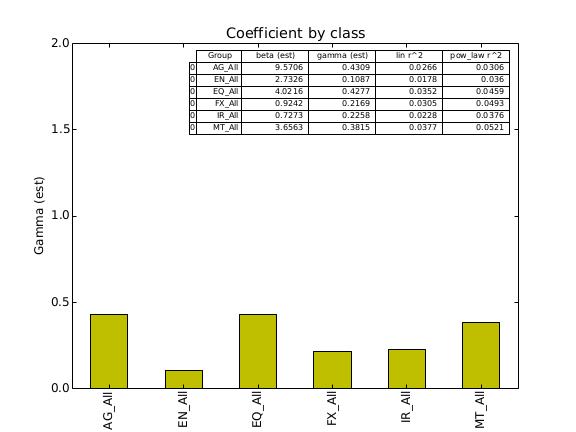 Coefficient by class
Group beta (est) gamma (est) lin r^2 pow_law r^2
0 AG_All 9.5706 0.4309 0.0266 0.0306
0 EN_All 2.7326 0.1087 0.0178 0.036
0 EQ_All 4.0216 0.4277 0.0352 0.0459
0 FX_All 0.9242 0.2169 0.0305 0.0493
0 IR_All 0.7273 0.2258 0.0228 0.0376
0 MT_All 3.6563 0.3815 0.0377 0.0521
Gamma (est)
2.0
1.5
1.0
0.5
0.0
AG_All
EN_All
EQ_All
FX_All
IR_All
MT_All